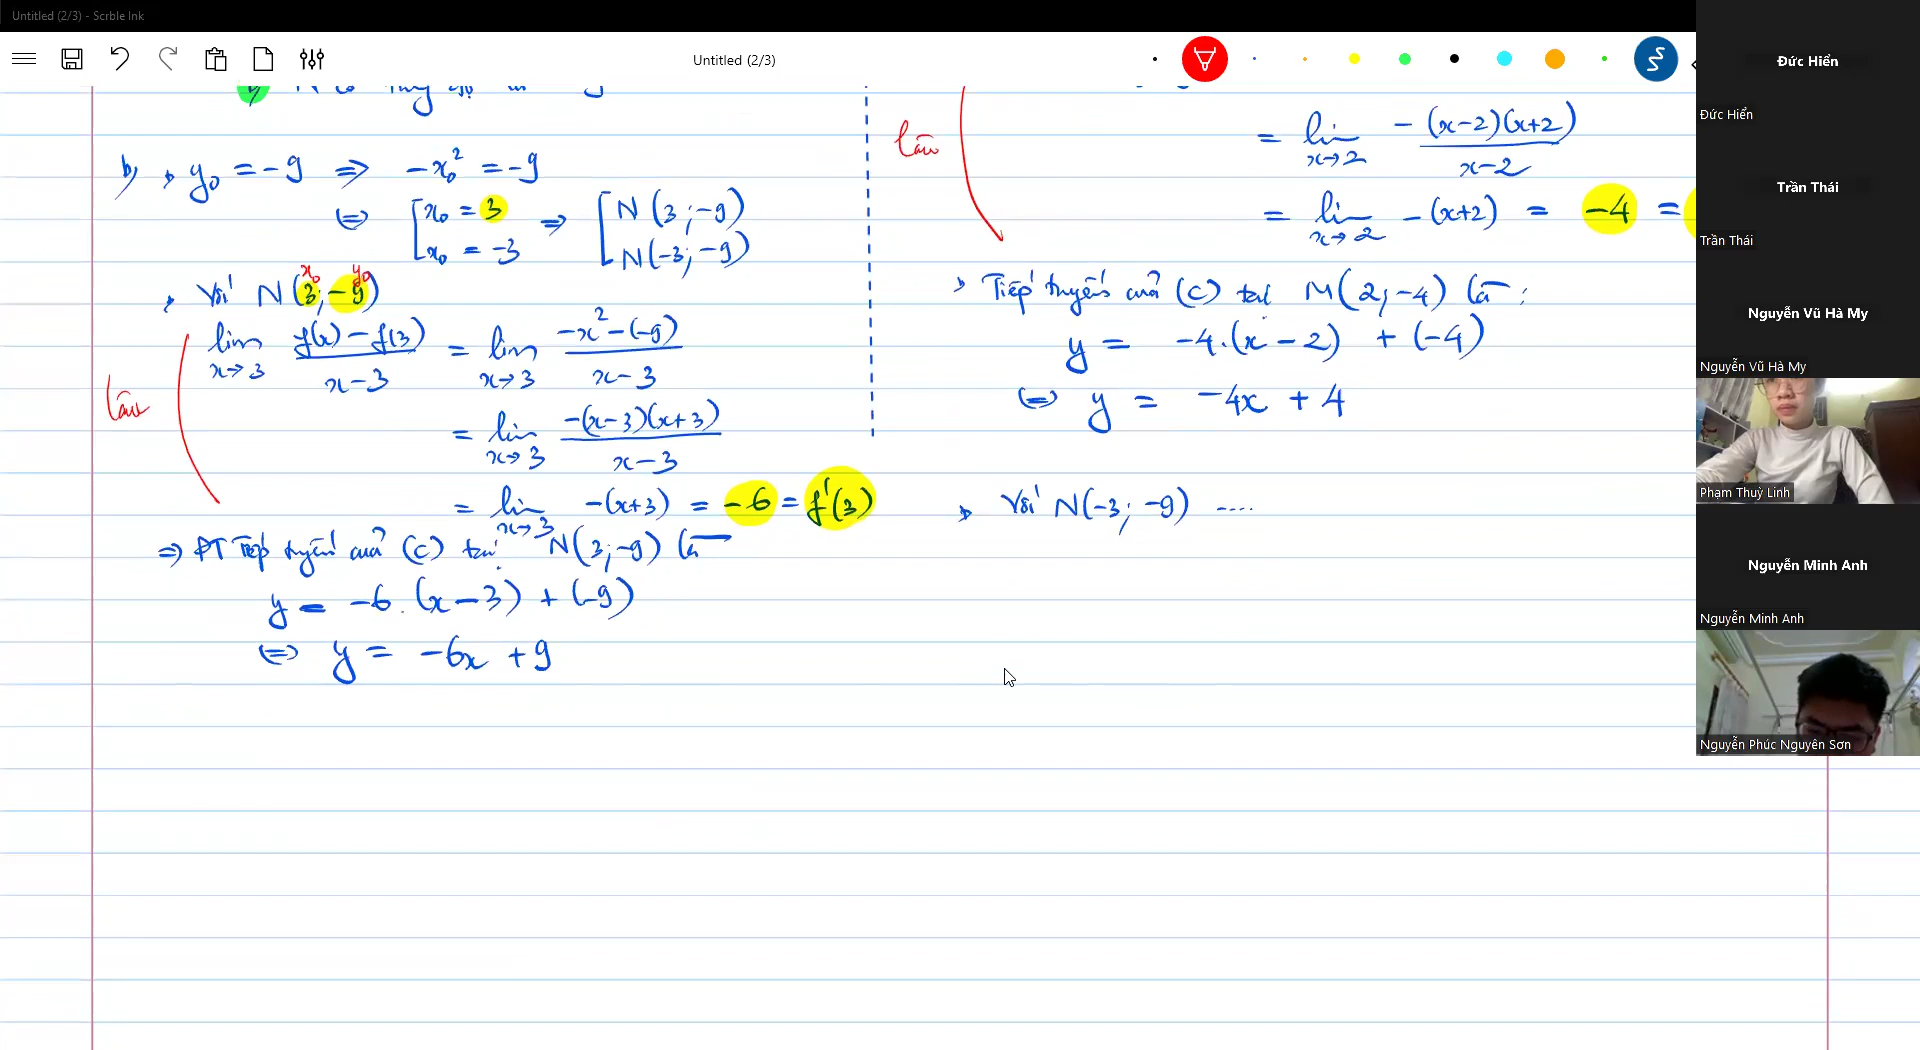 Untitled (2/3) - Scrble Ink
Untitled (2/3)
b) • y₀ = -9 ⇒ -x₀² = -9
⇔ [ x₀ = 3 ⇒ [ N(3; -9)
x₀ = -3 N(-3; -9)
x₀ y₀
• Với N(3; -9)
lim x→3 (f(x) - f(3))/(x-3) = lim x→3 (-x² - (-9))/(x-3)
= lim x→3 (-(x-3)(x+3))/(x-3)
= lim x→3 -(x+3) = -6 = f'(3)
lâu
⇒ PT tiếp tuyến của (C) tại N(3; -9) là
y = -6.(x-3) + (-9)
⇔ y = -6x + 9
lâu
= lim x→2 (-(x-2)(x+2))/(x-2)
= lim x→2 -(x+2) = -4 =
• Tiếp tuyến của (C) tại M(2; -4) là:
y = -4.(x-2) + (-4)
⇔ y = -4x + 4
• Với N(-3; -9) ....
Đức Hiển
Đức Hiển
Trần Thái
Trần Thái
Nguyễn Vũ Hà My
Nguyễn Vũ Hà My
Phạm Thuỳ Linh
Nguyễn Minh Anh
Nguyễn Minh Anh
Nguyễn Phúc Nguyên Sơn